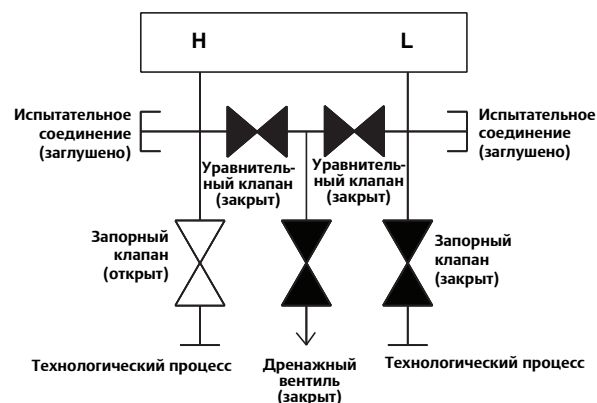 H
L
Испытательное
соединение
(заглушено)
Испытательное
соединение
(заглушено)
Уравнитель-
ный клапан
(закрыт)
Уравнитель-
ный клапан
(закрыт)
Запорный
клапан
(открыт)
Запорный
клапан
(закрыт)
Технологический процесс
Дренажный
вентиль
(закрыт)
Технологический процесс